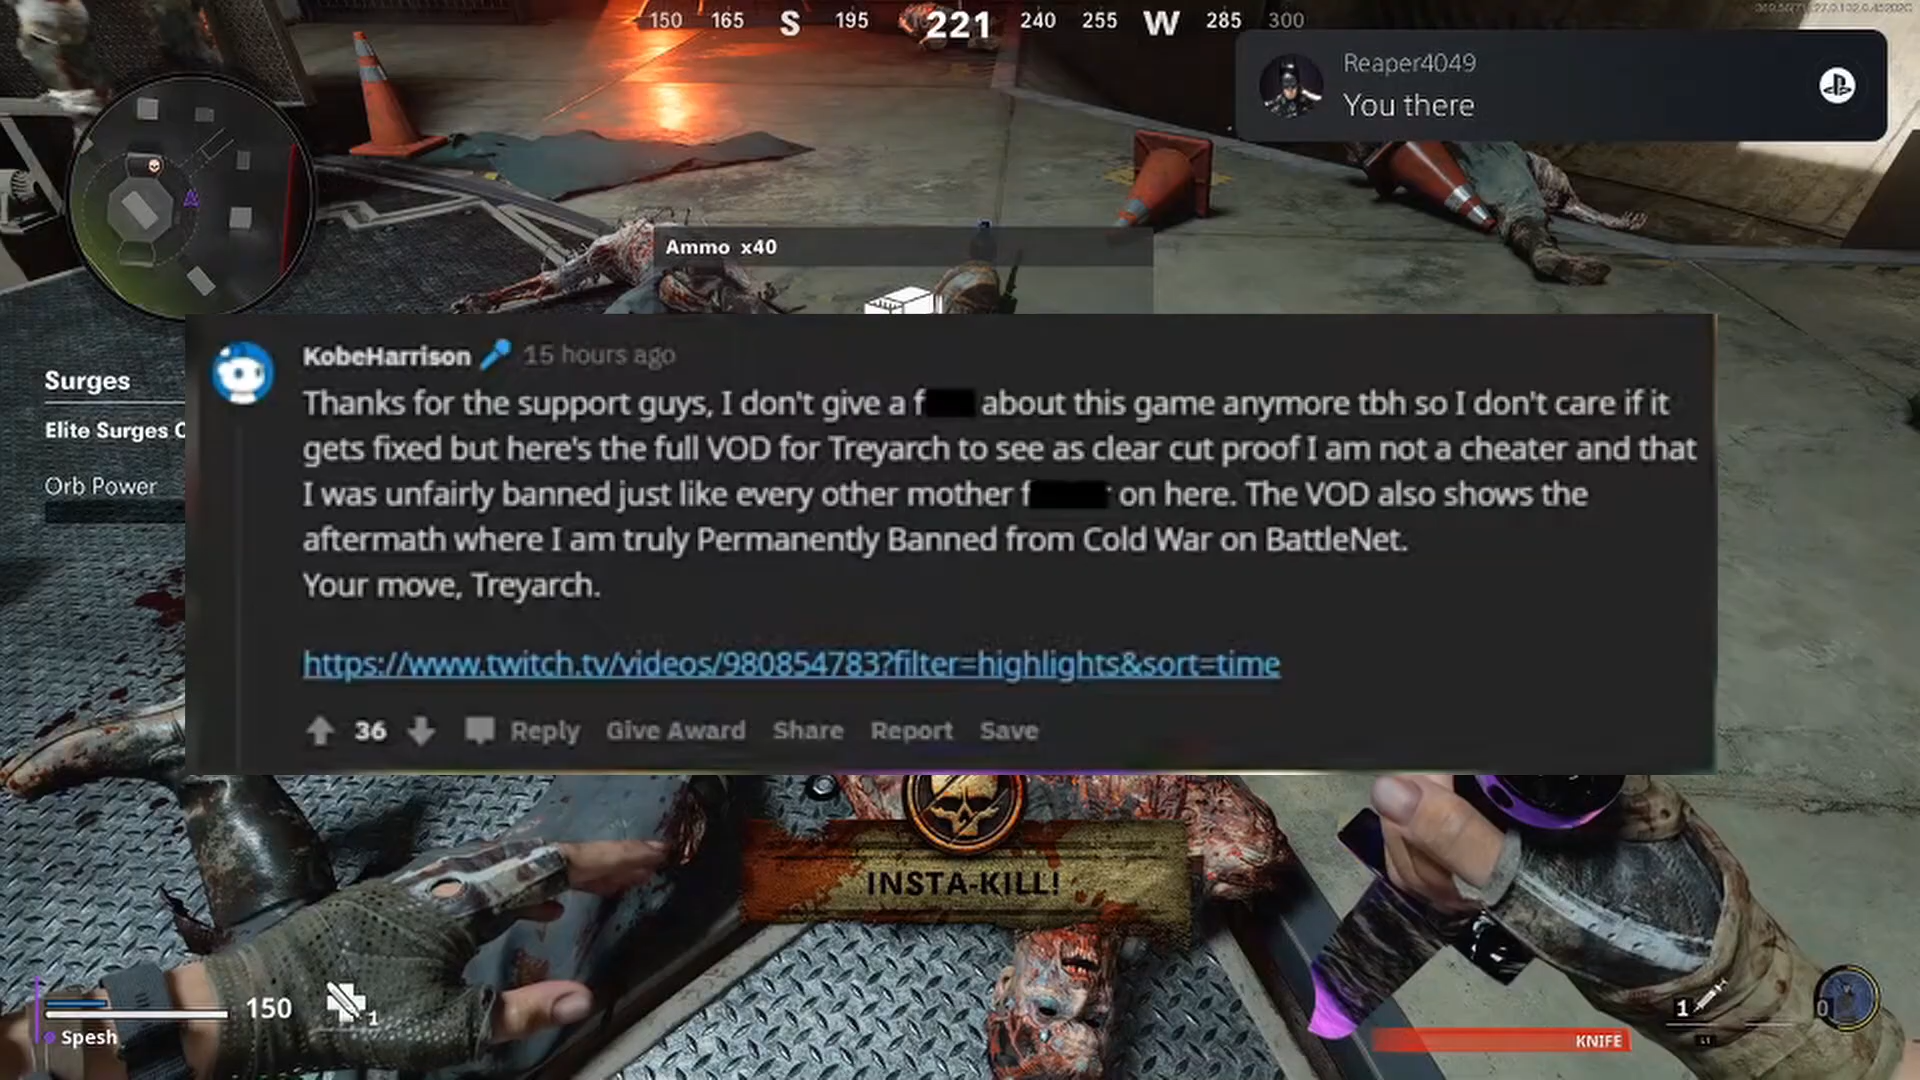 150 165 S 195 221 240 255 W 285 300
Reaper4049
You there
Ammo x40
Surges
Elite Surges C
Orb Power
KobeHarrison 15 hours ago
Thanks for the support guys, I don't give a f about this game anymore tbh so I don't care if it
gets fixed but here's the full VOD for Treyarch to see as clear cut proof I am not a cheater and that
I was unfairly banned just like every other mother f on here. The VOD also shows the
aftermath where I am truly Permanently Banned from Cold War on BattleNet.
Your move, Treyarch.
https://www.twitch.tv/videos/980854783?filter=highlights&sort=time
36 Reply Give Award Share Report Save
INSTA-KILL!
150 1
Spesh
1 0
KNIFE
L1